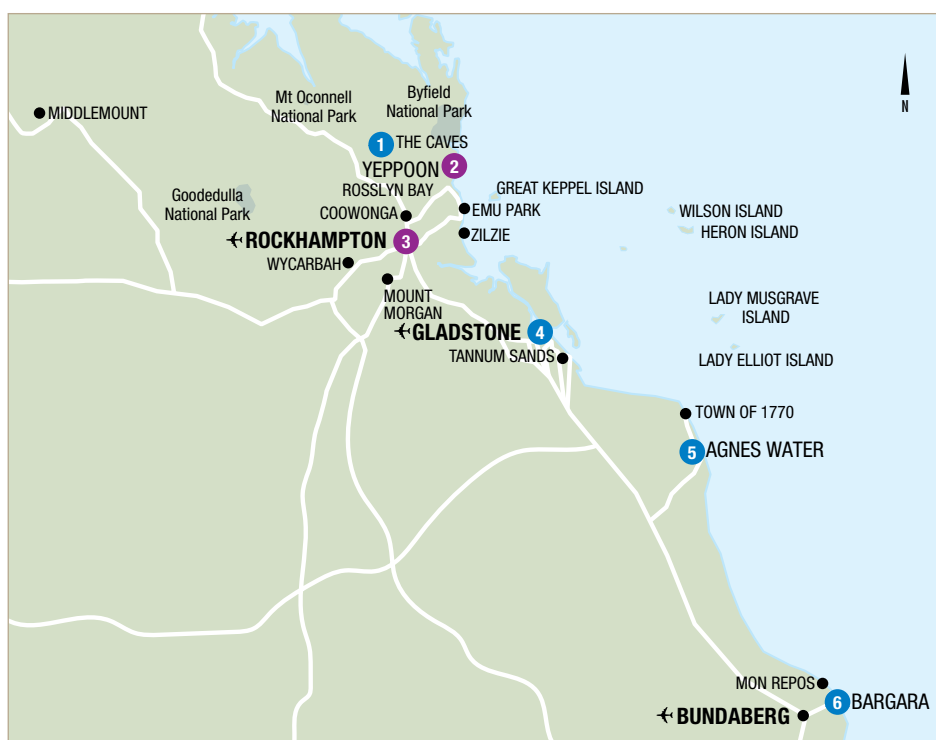 Mt Oconnell
National Park
Byfield
National Park
N
MIDDLEMOUNT
1 THE CAVES
YEPPOON 2
ROSSLYN BAY
GREAT KEPPEL ISLAND
Goodedulla
National Park
COOWONGA
EMU PARK
WILSON ISLAND
HERON ISLAND
ZILZIE
ROCKHAMPTON 3
WYCARBAH
MOUNT
MORGAN
LADY MUSGRAVE
ISLAND
GLADSTONE 4
TANNUM SANDS
LADY ELLIOT ISLAND
TOWN OF 1770
5 AGNES WATER
MON REPOS
6 BARGARA
BUNDABERG